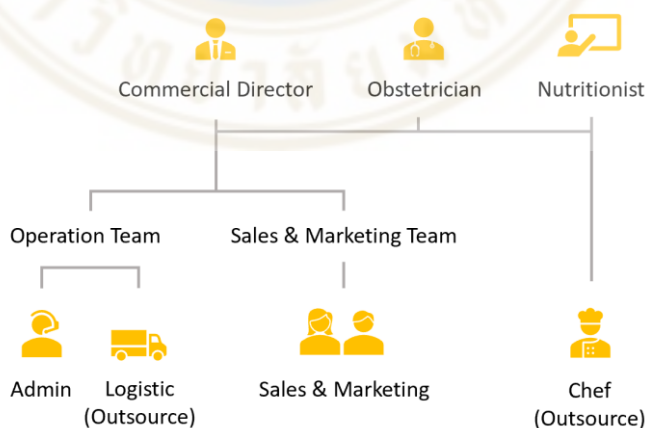 Commercial Director
Obstetrician
Nutritionist
Operation Team
Sales & Marketing Team
Admin
Logistic
(Outsource)
Sales & Marketing
Chef
(Outsource)